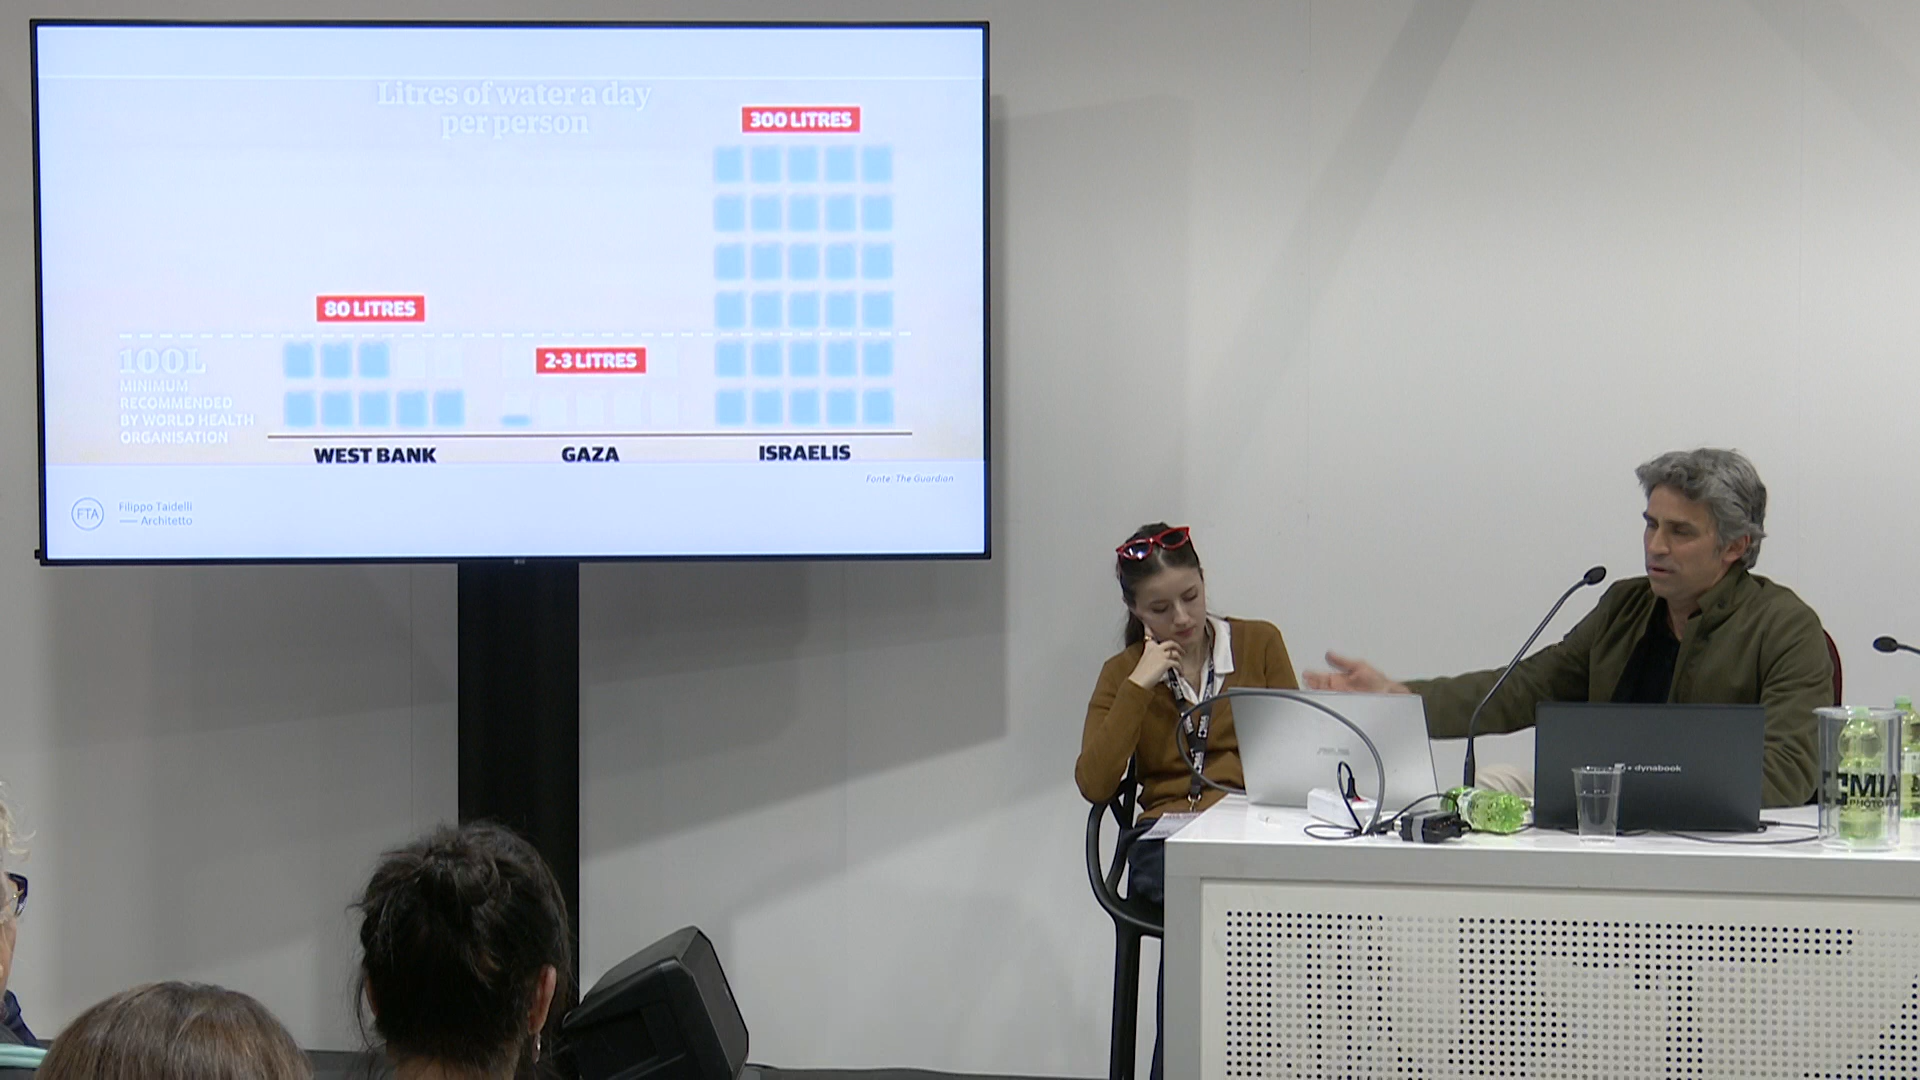 Litres of water a day
per person
300 LITRES
80 LITRES
2-3 LITRES
100L
MINIMUM
RECOMMENDED
BY WORLD HEALTH
ORGANISATION
WEST BANK
GAZA
ISRAELIS
Fonte: The Guardian
FTA
Filippo Taidelli
Architetto
dynabook
MIA